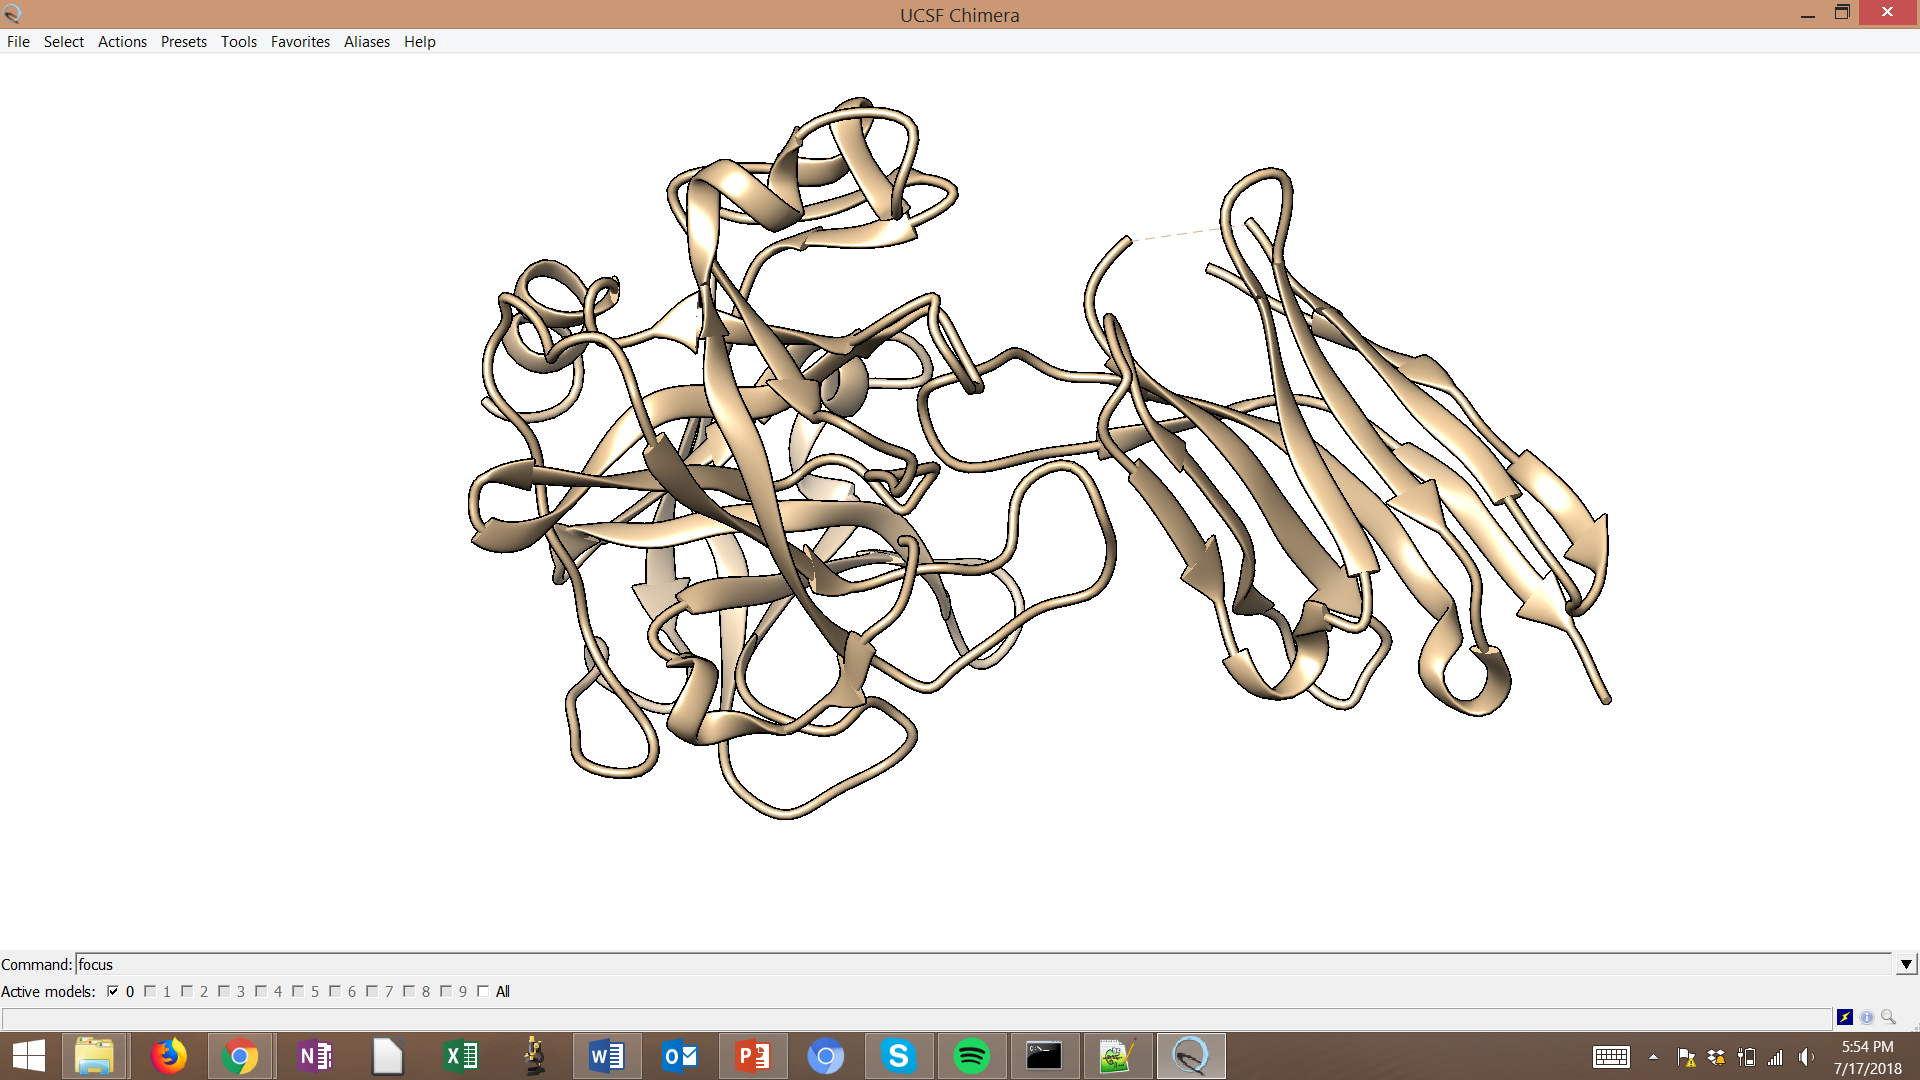 UCSF Chimera
File Select Actions Presets Tools Favorites Aliases Help
Command: focus
Active models: 0 1 2 3 4 5 6 7 8 9 All
5:54 PM
7/17/2018